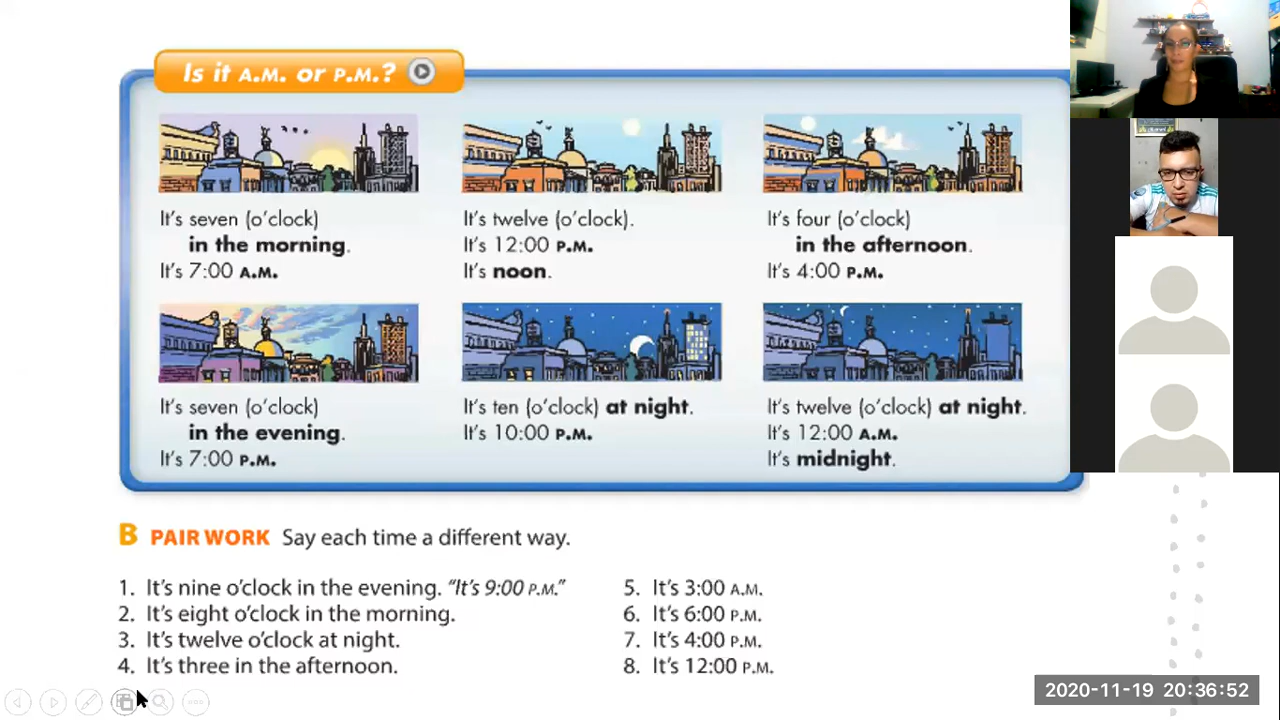 Is it A.M. or P.M.?
It's seven (o'clock)
in the morning.
It's 7:00 A.M.
It's twelve (o'clock).
It's 12:00 P.M.
It's noon.
It's four (o'clock)
in the afternoon.
It's 4:00 P.M.
It's seven (o'clock)
in the evening.
It's 7:00 P.M.
It's ten (o'clock) at night.
It's 10:00 P.M.
It's twelve (o'clock) at night.
It's 12:00 A.M.
It's midnight.
B PAIR WORK Say each time a different way.
1. It's nine o'clock in the evening. "It's 9:00 P.M."
2. It's eight o'clock in the morning.
3. It's twelve o'clock at night.
4. It's three in the afternoon.
5. It's 3:00 A.M.
6. It's 6:00 P.M.
7. It's 4:00 P.M.
8. It's 12:00 P.M.
2020-11-19 20:36:52